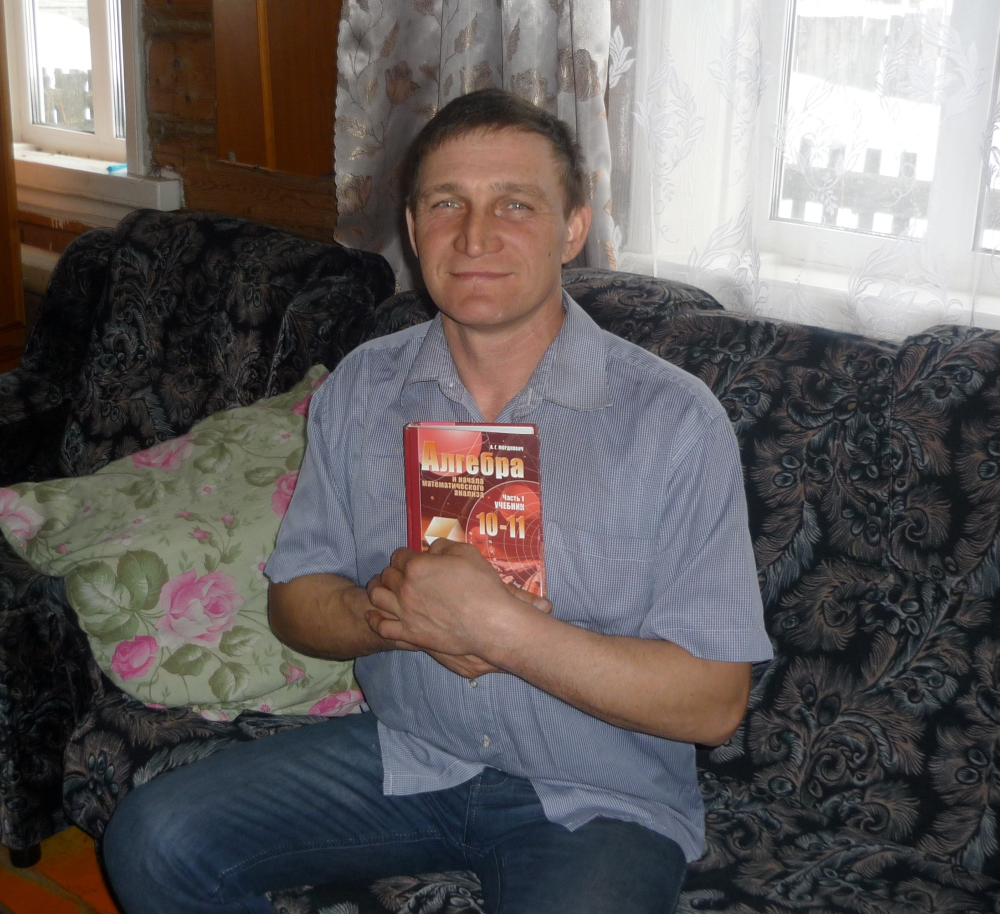 А. Г. МОРДКОВИЧ
Алгебра
и начала
математического
анализа
Часть 1
УЧЕБНИК
10-11